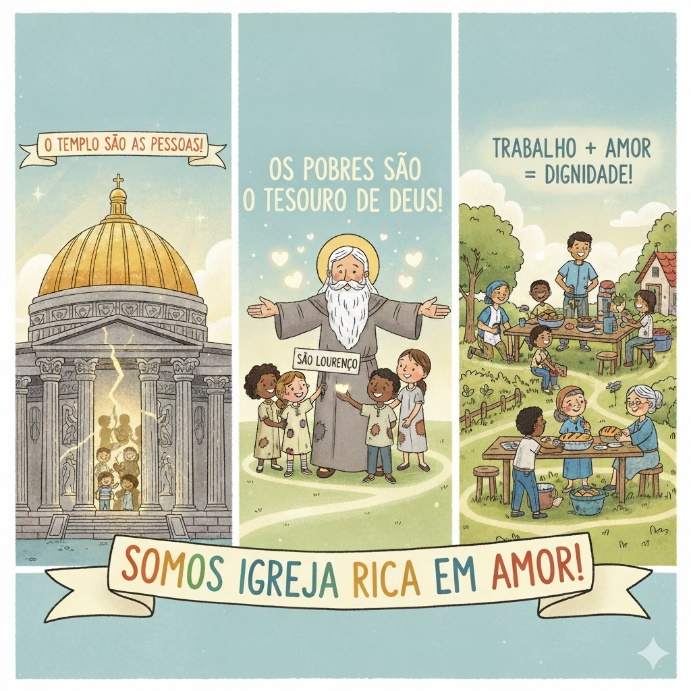 O TEMPLO SÃO AS PESSOAS!
OS POBRES SÃO
O TESOURO DE DEUS!
SÃO LOURENÇO
TRABALHO + AMOR
= DIGNIDADE!
SOMOS IGREJA RICA EM AMOR!